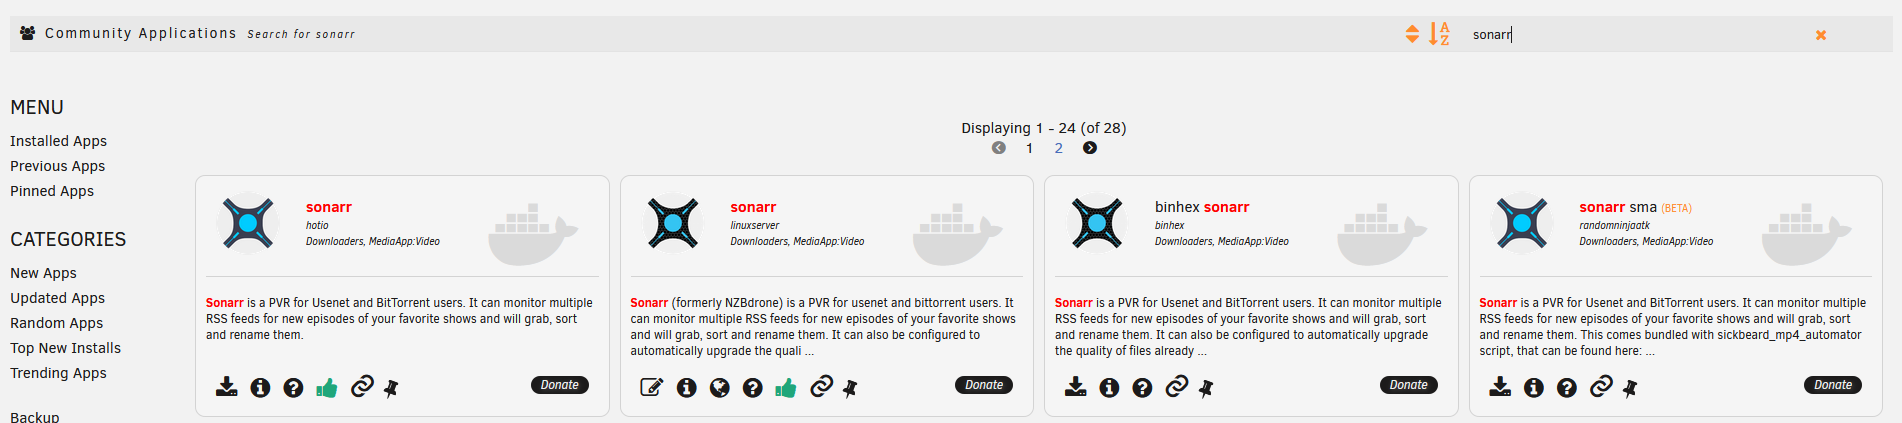 Community Applications Search for sonarr
A
Z
sonarr
MENU
Installed Apps
Previous Apps
Pinned Apps
CATEGORIES
New Apps
Updated Apps
Random Apps
Top New Installs
Trending Apps
Backup
Displaying 1 - 24 (of 28)
1 2
sonarr
hotio
Downloaders, MediaApp:Video
Sonarr is a PVR for Usenet and BitTorrent users. It can monitor multiple
RSS feeds for new episodes of your favorite shows and will grab, sort
and rename them.
Donate
sonarr
linuxserver
Downloaders, MediaApp:Video
Sonarr (formerly NZBdrone) is a PVR for usenet and bittorrent users. It
can monitor multiple RSS feeds for new episodes of your favorite shows
and will grab, sort and rename them. It can also be configured to
automatically upgrade the quali ...
Donate
binhex sonarr
binhex
Downloaders, MediaApp:Video
Sonarr is a PVR for Usenet and BitTorrent users. It can monitor multiple
RSS feeds for new episodes of your favorite shows and will grab, sort
and rename them. It can also be configured to automatically upgrade
the quality of files already ...
Donate
sonarr sma (BETA)
randomninjaatk
Downloaders, MediaApp:Video
Sonarr is a PVR for Usenet and BitTorrent users. It can monitor multiple
RSS feeds for new episodes of your favorite shows and will grab, sort
and rename them. This comes bundled with sickbeard_mp4_automator
script, that can be found here: ...
Donate